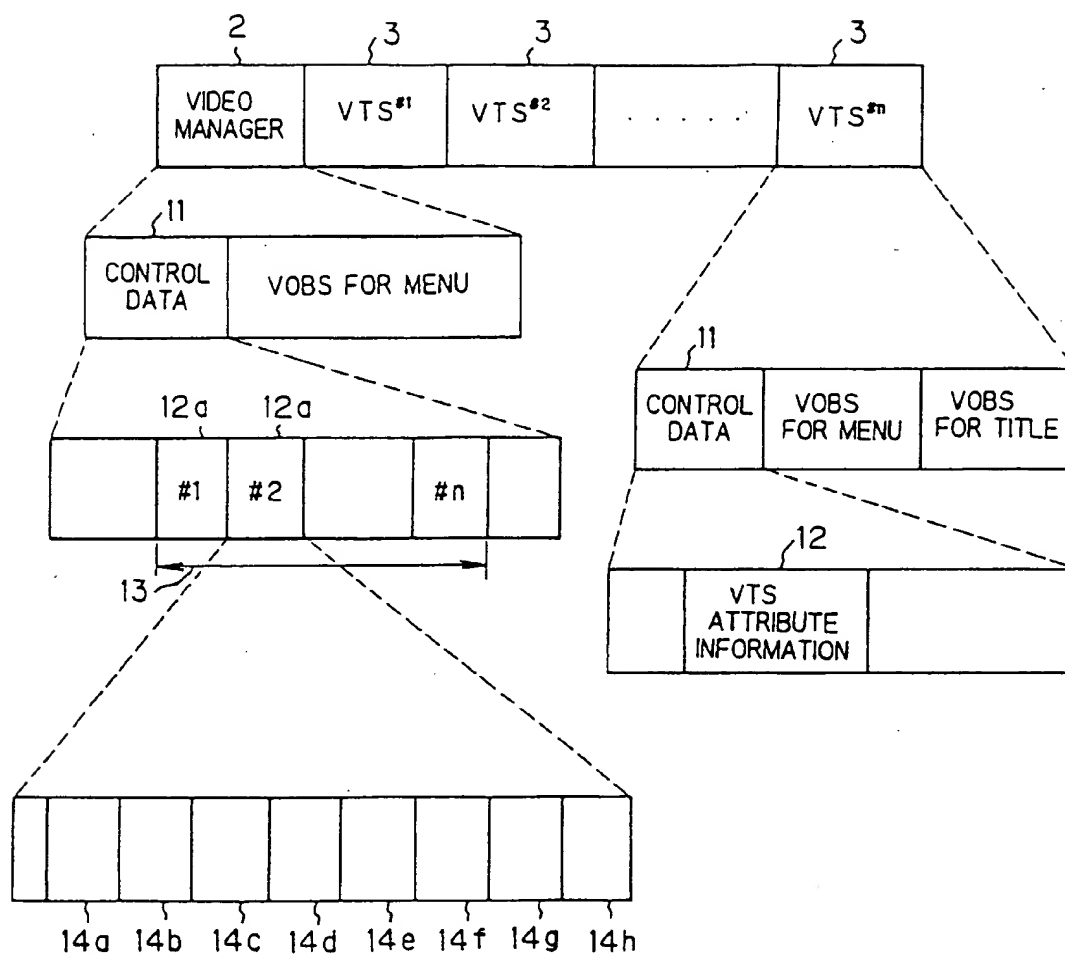 2 3 3 3
VIDEO
MANAGER
VTS#1 VTS#2 . . . . . VTS#n
11
CONTROL
DATA
VOBS FOR MENU
11
CONTROL
DATA
VOBS
FOR MENU
VOBS
FOR TITLE
12a 12a
#1 #2 #n
13
12
VTS
ATTRIBUTE
INFORMATION
14a 14b 14c 14d 14e 14f 14g 14h